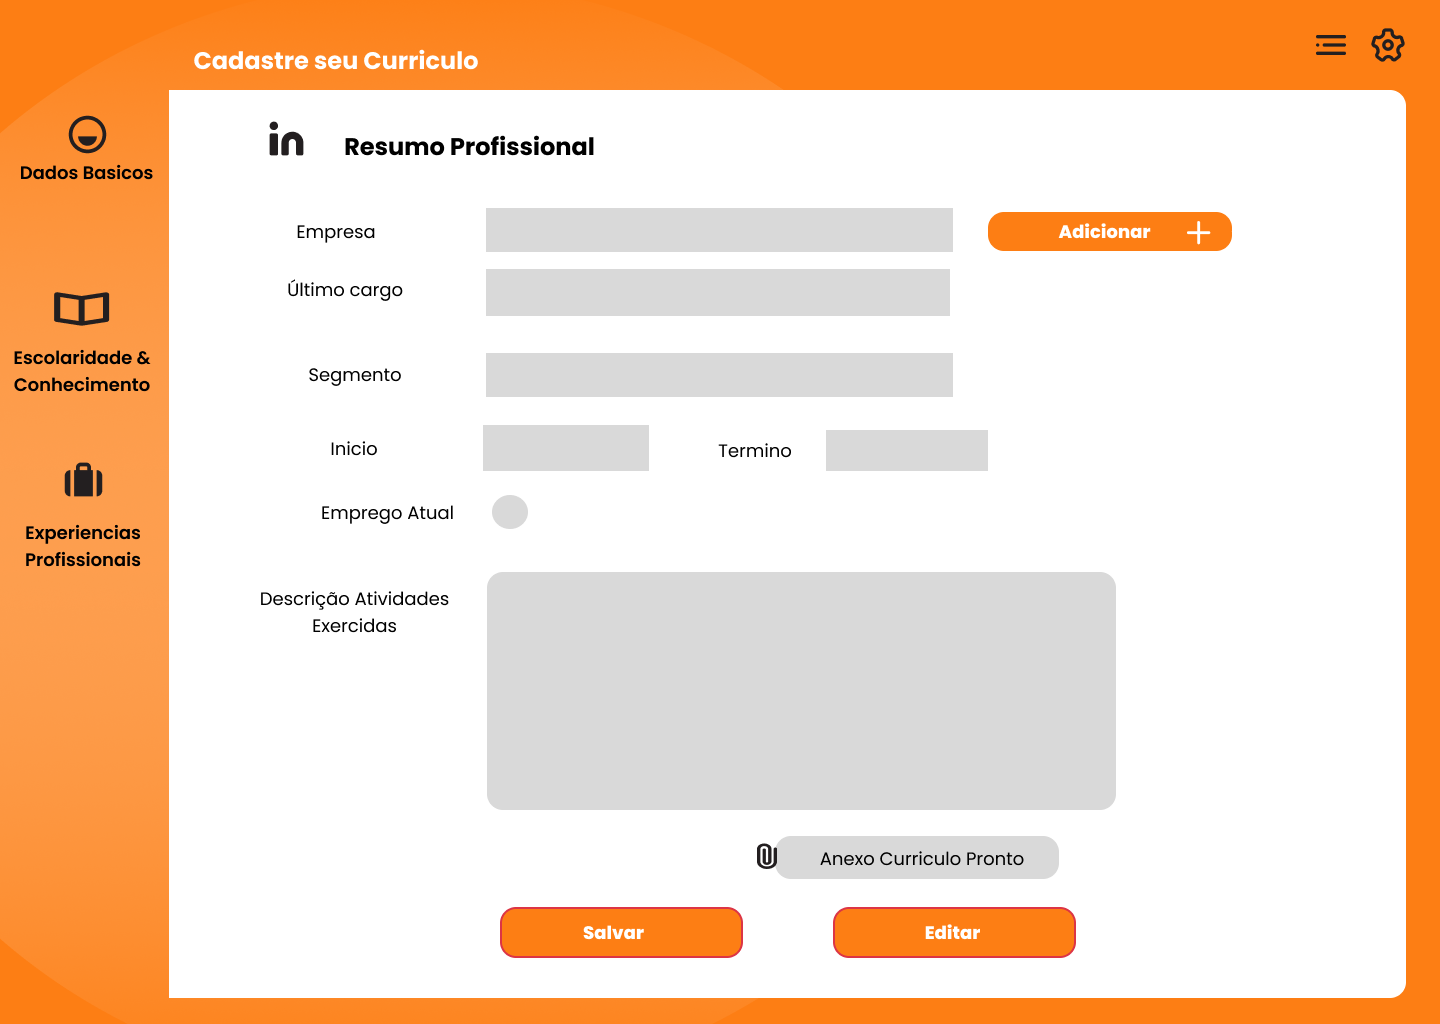 Cadastre seu Curriculo
Dados Basicos
Escolaridade &
Conhecimento
Experiencias
Profissionais
in Resumo Profissional
Empresa
Adicionar
Último cargo
Segmento
Inicio
Termino
Emprego Atual
Descrição Atividades
Exercidas
Anexo Curriculo Pronto
Salvar
Editar